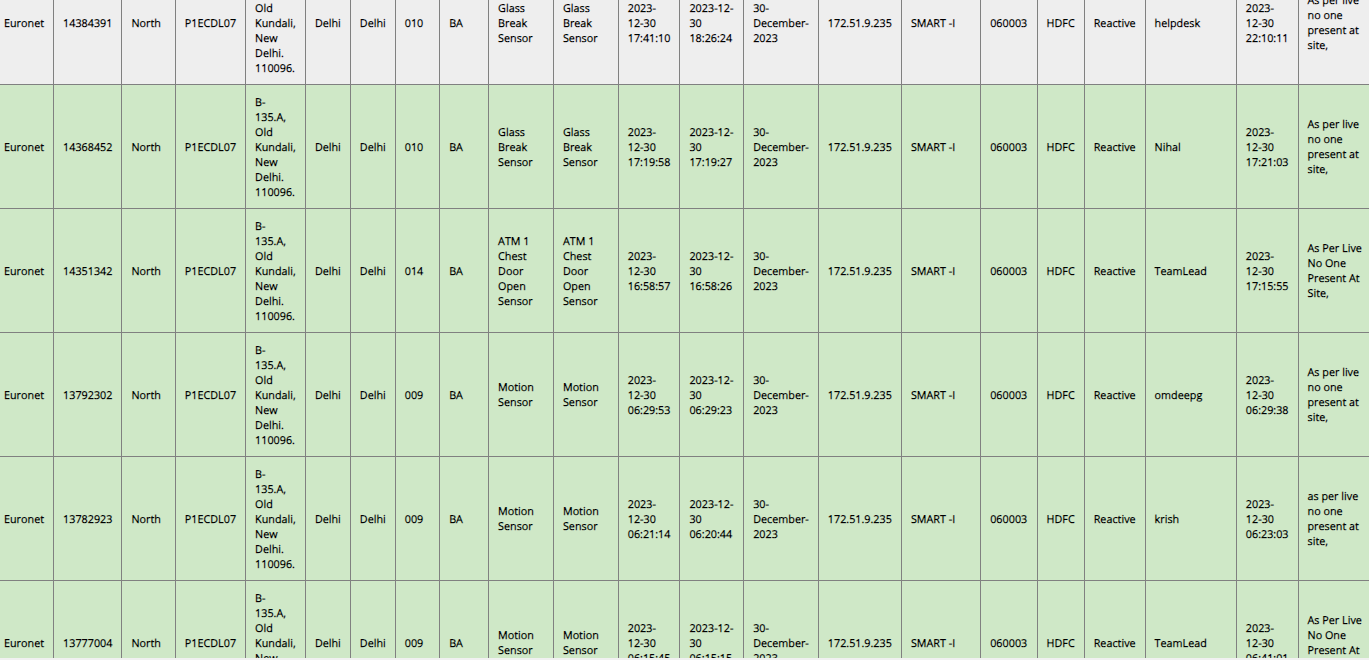 Euronet
14384391
North
P1ECDL07
Old
Kundali,
New
Delhi.
110096.
Delhi
Delhi
010
BA
Glass
Break
Sensor
Glass
Break
Sensor
2023-
12-30
17:41:10
2023-12-
30
18:26:24
30-
December-
2023
172.51.9.235
SMART -I
060003
HDFC
Reactive
helpdesk
2023-
12-30
22:10:11
As per live
no one
present at
site,
Euronet
14368452
North
P1ECDL07
B-
135.A,
Old
Kundali,
New
Delhi.
110096.
Delhi
Delhi
010
BA
Glass
Break
Sensor
Glass
Break
Sensor
2023-
12-30
17:19:58
2023-12-
30
17:19:27
30-
December-
2023
172.51.9.235
SMART -I
060003
HDFC
Reactive
Nihal
2023-
12-30
17:21:03
As per live
no one
present at
site,
Euronet
14351342
North
P1ECDL07
B-
135.A,
Old
Kundali,
New
Delhi.
110096.
Delhi
Delhi
014
BA
ATM 1
Chest
Door
Open
Sensor
ATM 1
Chest
Door
Open
Sensor
2023-
12-30
16:58:57
2023-12-
30
16:58:26
30-
December-
2023
172.51.9.235
SMART -I
060003
HDFC
Reactive
TeamLead
2023-
12-30
17:15:55
As Per Live
No One
Present At
Site,
Euronet
13792302
North
P1ECDL07
B-
135.A,
Old
Kundali,
New
Delhi.
110096.
Delhi
Delhi
009
BA
Motion
Sensor
Motion
Sensor
2023-
12-30
06:29:53
2023-12-
30
06:29:23
30-
December-
2023
172.51.9.235
SMART -I
060003
HDFC
Reactive
omdeepg
2023-
12-30
06:29:38
As per live
no one
present at
site,
Euronet
13782923
North
P1ECDL07
B-
135.A,
Old
Kundali,
New
Delhi.
110096.
Delhi
Delhi
009
BA
Motion
Sensor
Motion
Sensor
2023-
12-30
06:21:14
2023-12-
30
06:20:44
30-
December-
2023
172.51.9.235
SMART -I
060003
HDFC
Reactive
krish
2023-
12-30
06:23:03
as per live
no one
present at
site,
Euronet
13777004
North
P1ECDL07
B-
135.A,
Old
Kundali,
New
Delhi
Delhi
009
BA
Motion
Sensor
Motion
Sensor
2023-
12-30
2023-12-
30
30-
December-
2023
172.51.9.235
SMART -I
060003
HDFC
Reactive
TeamLead
2023-
12-30
As Per Live
No One
Present At